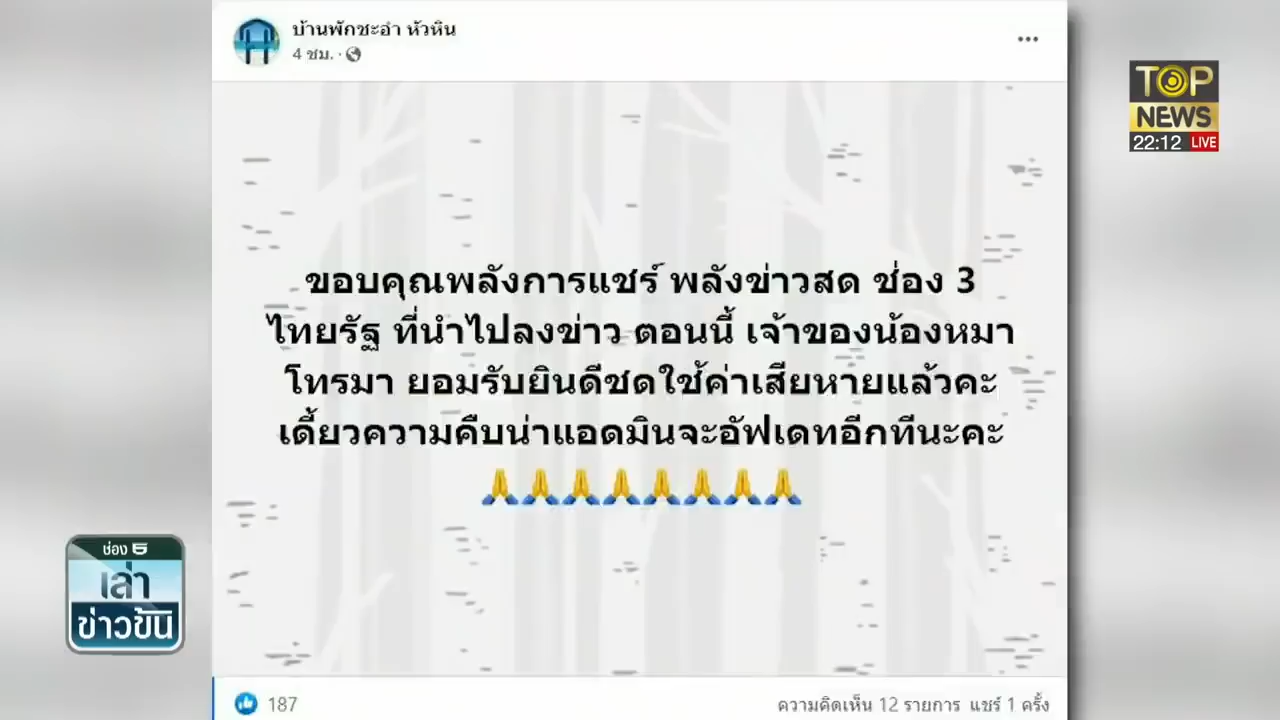 บ้านพักชะอำ หัวหิน
4 ชม. ·
TOP
NEWS
22:12 LIVE
ขอบคุณพลังการแชร์ พลังข่าวสด ช่อง 3
ไทยรัฐ ที่นำไปลงข่าว ตอนนี้ เจ้าของน้องหมา
โทรมา ยอมรับยินดีชดใช้ค่าเสียหายแล้วคะ
เดี้ยวความคืบน่าแอดมินจะอัฟเดทอีกทีนะคะ
🙏🙏🙏🙏🙏🙏🙏🙏
ช่อง 5
เล่า
ข่าวข้น
187
ความคิดเห็น 12 รายการ แชร์ 1 ครั้ง